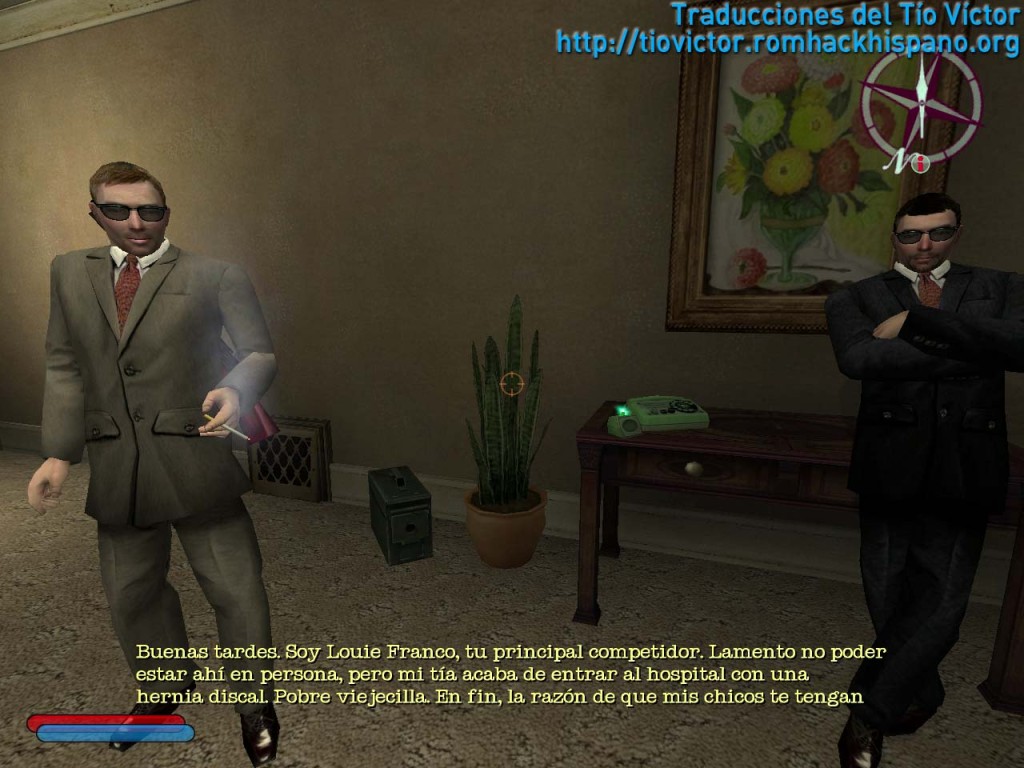 Traducciones del Tío Víctor
http://tiovictor.romhackhispano.org
N
Buenas tardes. Soy Louie Franco, tu principal competidor. Lamento no poder
estar ahí en persona, pero mi tía acaba de entrar al hospital con una
hernia discal. Pobre viejecilla. En fin, la razón de que mis chicos te tengan